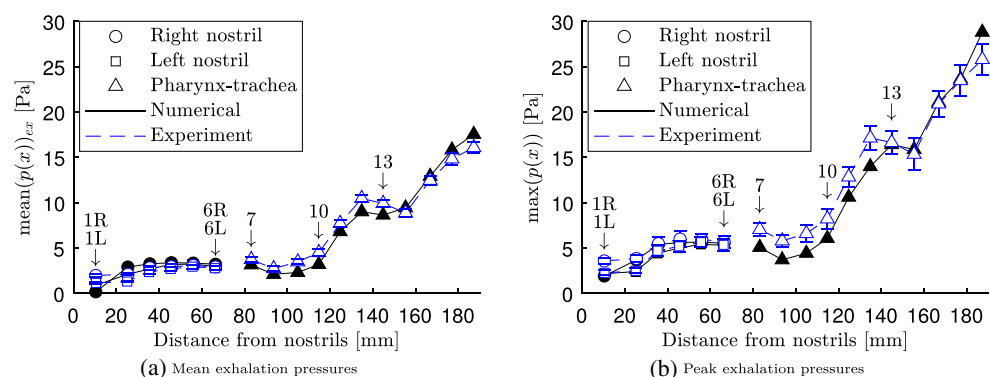 30
25
20
15
10
5
0
mean(p(x))ex [Pa]
Right nostril
Left nostril
Pharynx-trachea
Numerical
Experiment
1R
1L
6R
6L
7
10
13
0 20 40 60 80 100 120 140 160 180
Distance from nostrils [mm]
(a) Mean exhalation pressures
30
25
20
15
10
5
0
max(p(x)) [Pa]
Right nostril
Left nostril
Pharynx-trachea
Numerical
Experiment
1R
1L
6R
6L
7
10
13
0 20 40 60 80 100 120 140 160 180
Distance from nostrils [mm]
(b) Peak exhalation pressures